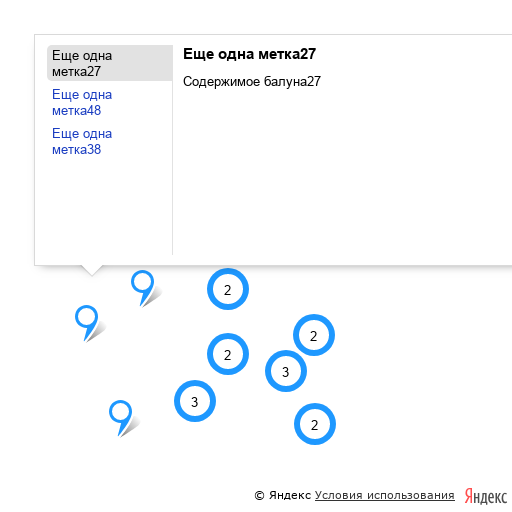 Еще одна
метка27
Еще одна
метка48
Еще одна
метка38
Еще одна метка27
Содержимое балуна27
2
2
2
3
3
2
© Яндекс Условия использования Яндекс